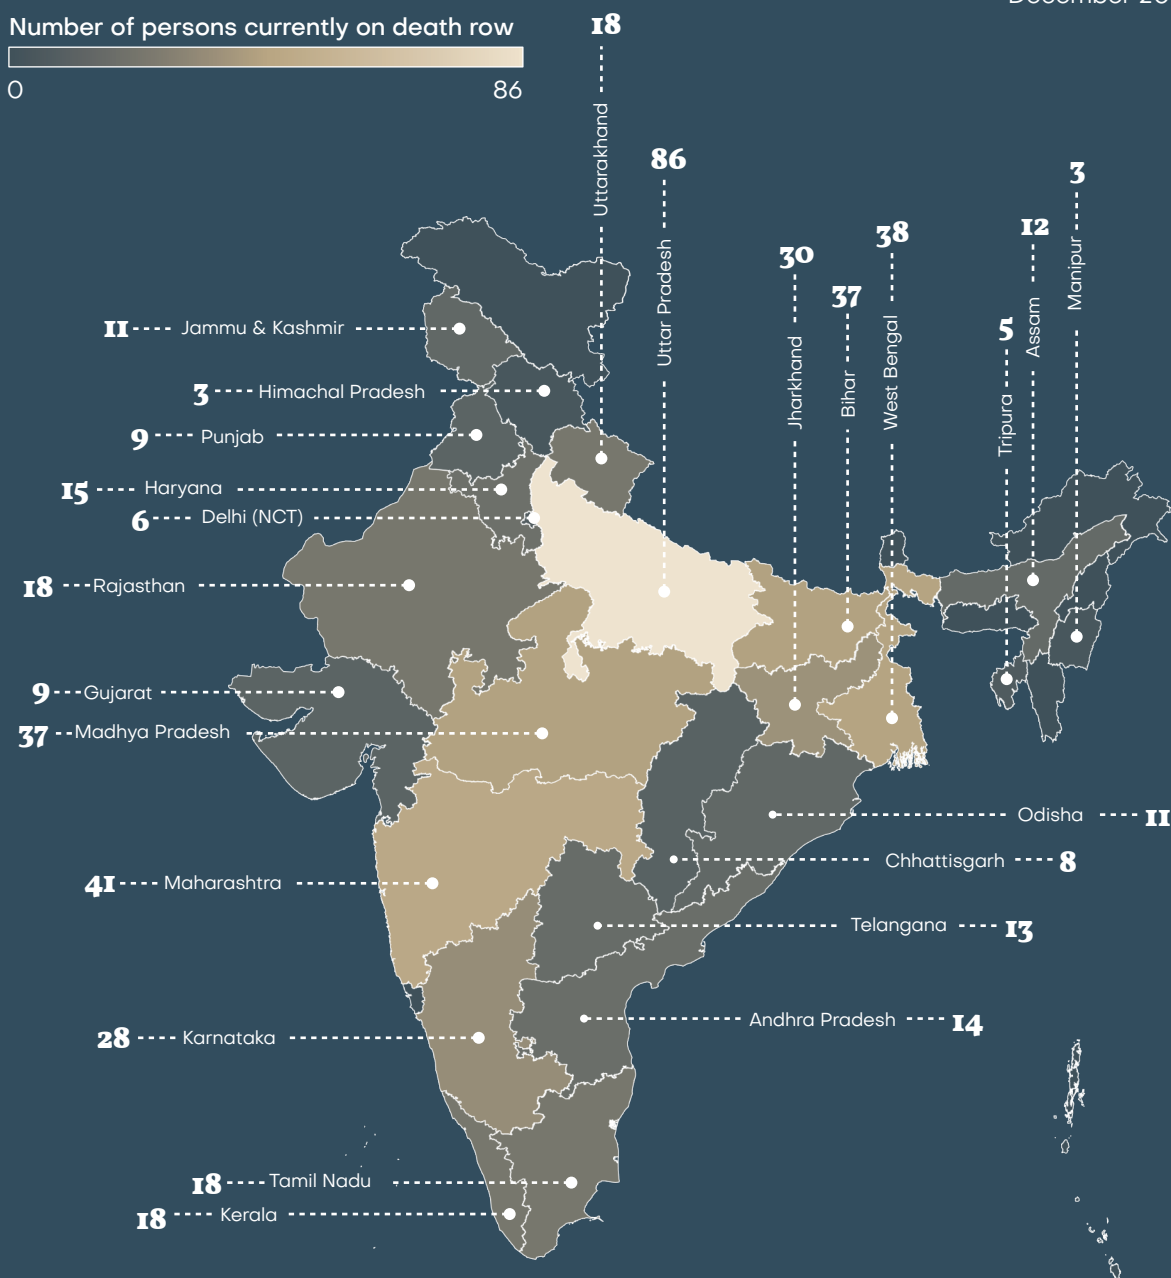 December 20
Number of persons currently on death row
0 86
18
Uttarakhand
86
Uttar Pradesh
30
Jharkhand
37
Bihar
38
West Bengal
5
Tripura
12
Assam
3
Manipur
11 Jammu & Kashmir
3 Himachal Pradesh
9 Punjab
15 Haryana
6 Delhi (NCT)
18 Rajasthan
9 Gujarat
37 Madhya Pradesh
Odisha 11
Chhattisgarh 8
41 Maharashtra
Telangana 13
Andhra Pradesh 14
28 Karnataka
18 Tamil Nadu
18 Kerala